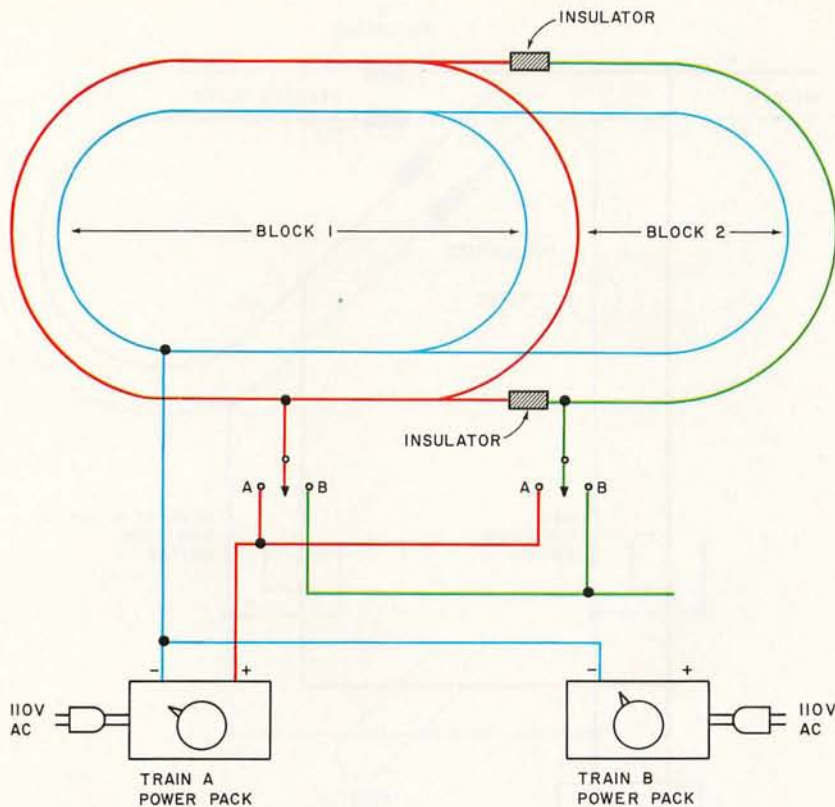 INSULATOR
BLOCK 1
BLOCK 2
INSULATOR
A
B
A
B
−
+
−
+
110V
AC
110V
AC
TRAIN A
POWER PACK
TRAIN B
POWER PACK